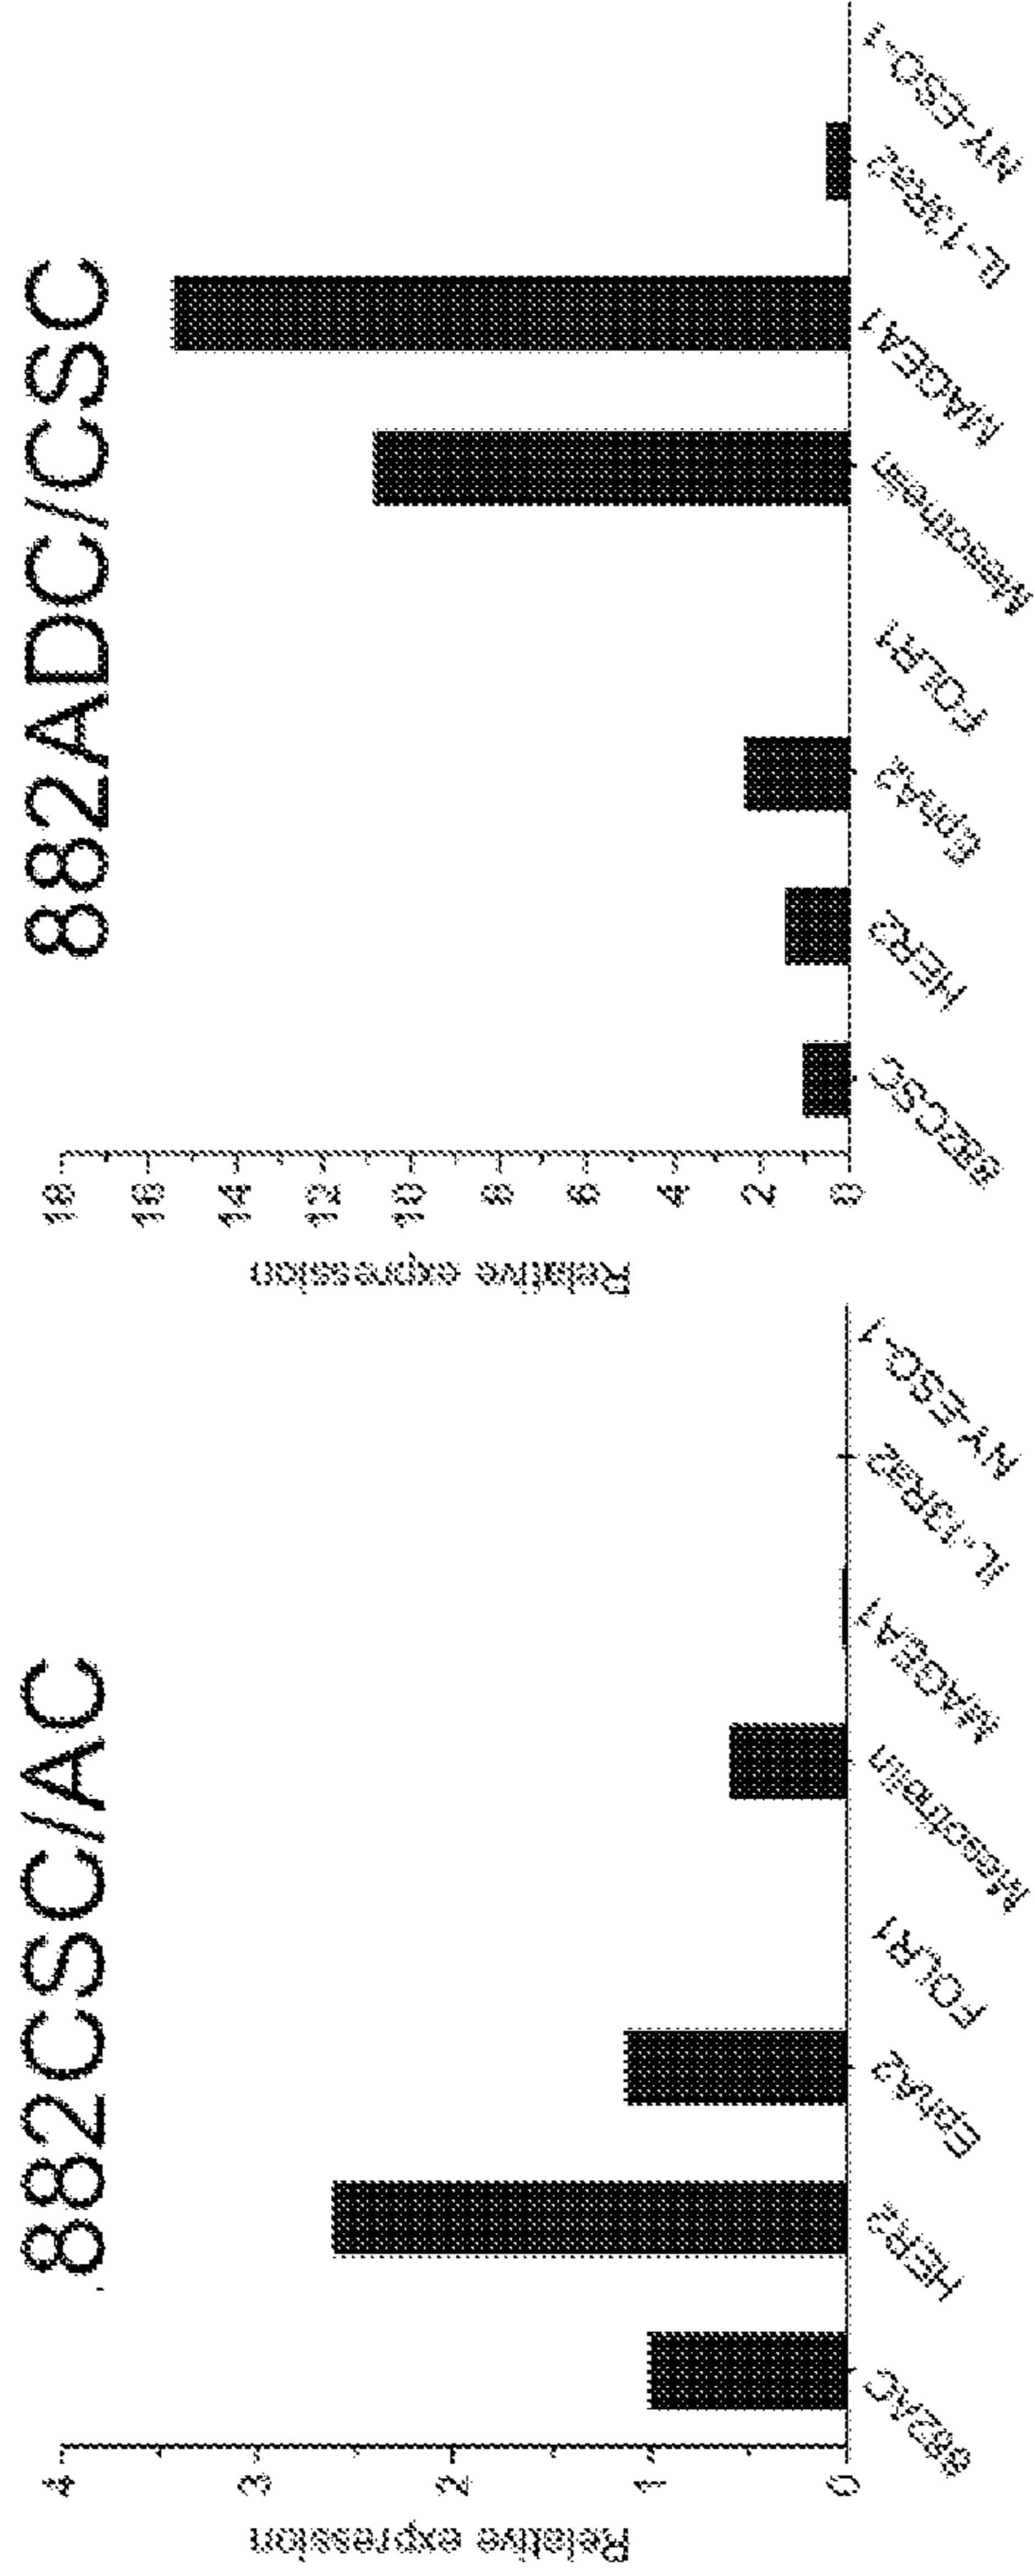 .882CSC/AC
Relative expression
4
3
2
1
0
882AC
HER2
EphA2
FOLR1
Mesothelin
MAGEA1
IL-13Ra2
NY-ESO-1
882ADC/CSC
Relative expression
18
16
14
12
10
8
6
4
2
0
882CSC
HER2
EphA2
FOLR1
Mesothelin
MAGEA1
IL-13Ra2
NY-ESO-1